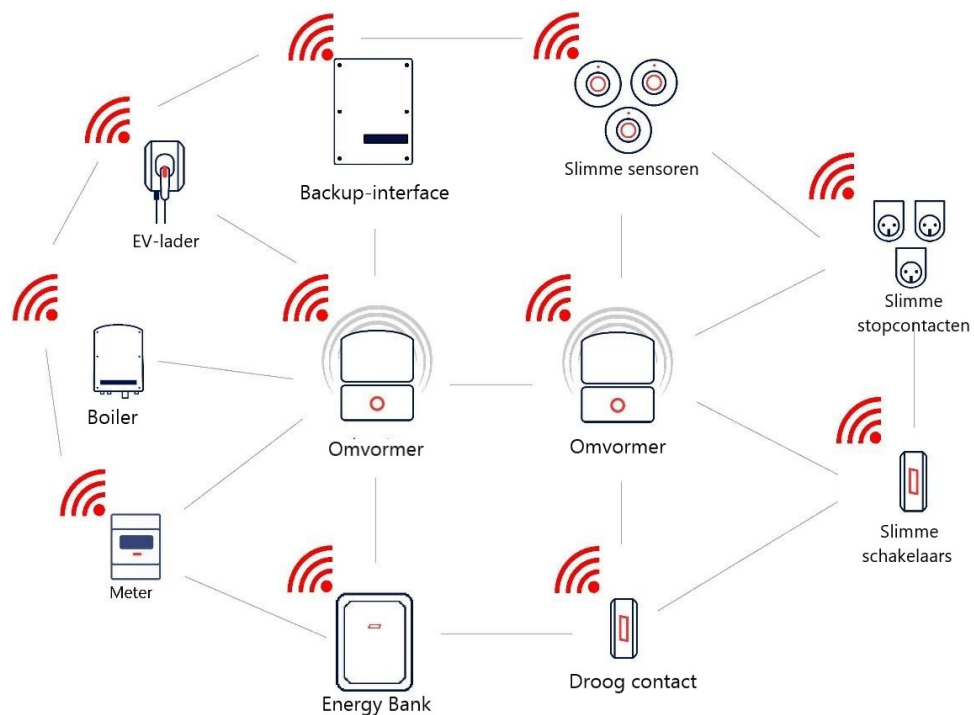 Backup-interface
Slimme sensoren
EV-lader
Slimme
stopcontacten
Boiler
Omvormer
Omvormer
Slimme
schakelaars
Meter
Energy Bank
Droog contact